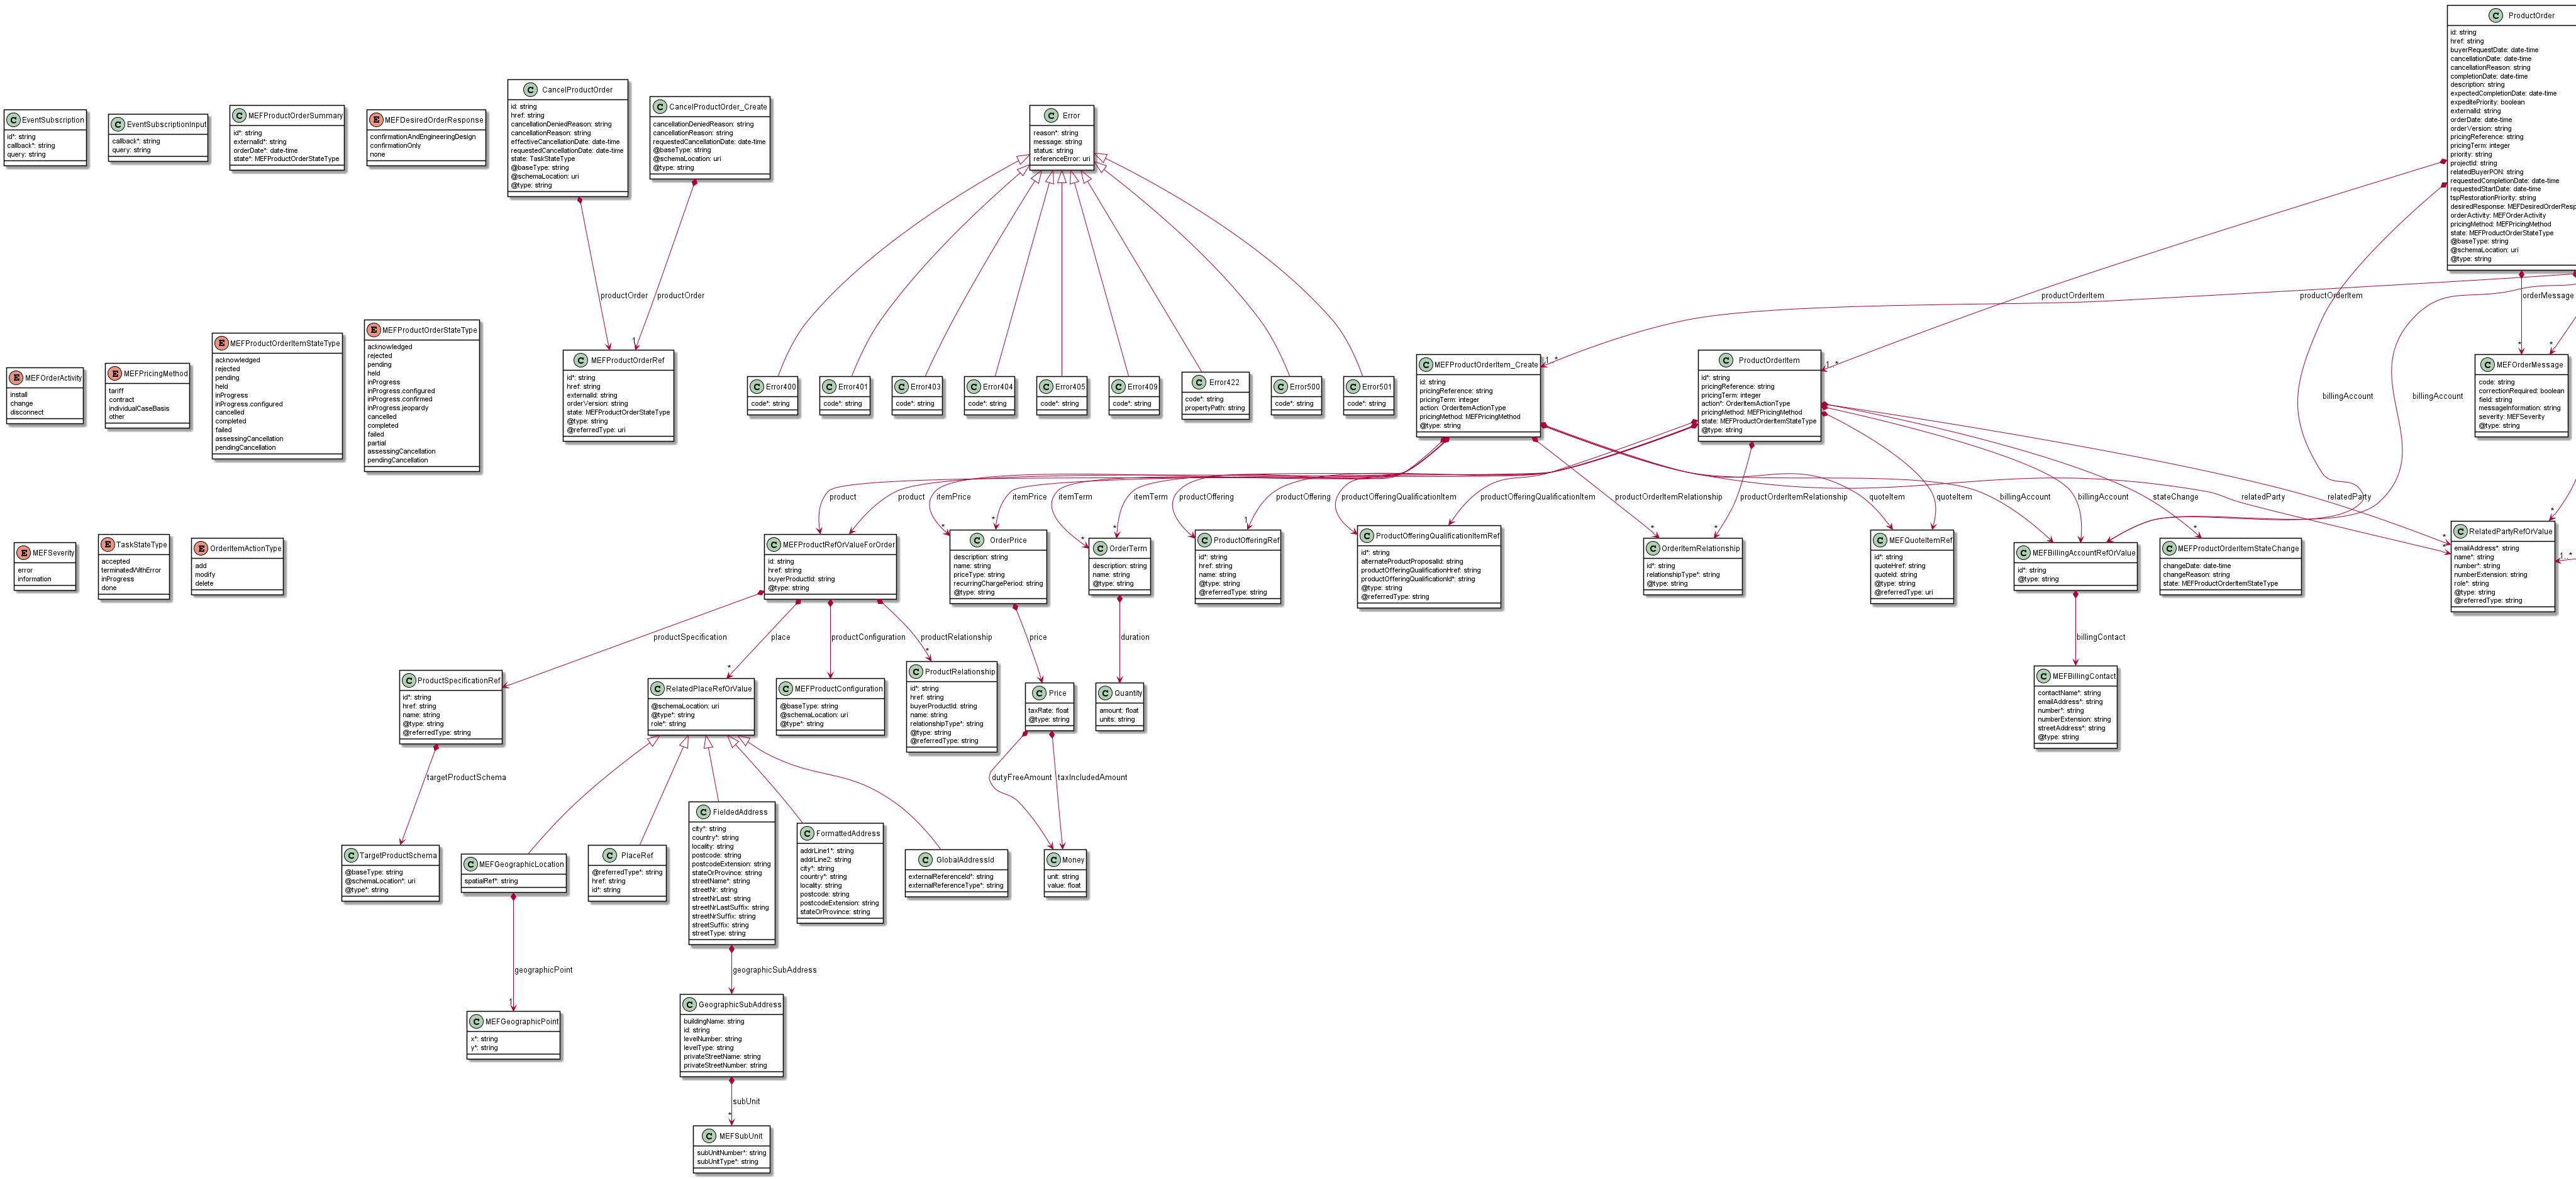 ProductOrder
id: string
href: string
buyerRequestDate: date-time
cancellationDate: date-time
cancellationReason: string
completionDate: date-time
description: string
expectedCompletionDate: date-time
expeditePriority: boolean
externalId: string
orderDate: date-time
orderVersion: string
pricingReference: string
pricingTerm: integer
priority: string
projectId: string
relatedBuyerPON: string
requestedCompletionDate: date-time
requestedStartDate: date-time
tspRestorationPriority: string
desiredResponse: MEFDesiredOrderResp
orderActivity: MEFOrderActivity
pricingMethod: MEFPricingMethod
state: MEFProductOrderStateType
@baseType: string
@schemaLocation: uri
@type: string
EventSubscription
id*: string
callback*: string
query: string
EventSubscriptionInput
callback*: string
query: string
MEFProductOrderSummary
id*: string
externalId*: string
orderDate*: date-time
state*: MEFProductOrderStateType
MEFDesiredOrderResponse
confirmationAndEngineeringDesign
confirmationOnly
none
CancelProductOrder
id: string
href: string
cancellationDeniedReason: string
cancellationReason: string
effectiveCancellationDate: date-time
requestedCancellationDate: date-time
state: TaskStateType
@baseType: string
@schemaLocation: uri
@type: string
CancelProductOrder_Create
cancellationDeniedReason: string
cancellationReason: string
requestedCancellationDate: date-time
@baseType: string
@schemaLocation: uri
@type: string
Error
reason*: string
message: string
status: string
referenceError: uri
productOrder
productOrder
1
productOrderItem
productOrderItem
orderMessage
1..*
1..*
*
*
MEFOrderActivity
install
change
disconnect
MEFPricingMethod
tariff
contract
individualCaseBasis
other
MEFProductOrderItemStateType
acknowledged
rejected
pending
held
inProgress
inProgress.configured
cancelled
completed
failed
assessingCancellation
pendingCancellation
MEFProductOrderStateType
acknowledged
rejected
pending
held
inProgress
inProgress.configured
inProgress.confirmed
inProgress.jeopardy
cancelled
completed
failed
partial
assessingCancellation
pendingCancellation
MEFProductOrderRef
id*: string
href: string
externalId: string
orderVersion: string
state: MEFProductOrderStateType
@type: string
@referredType: uri
Error400
code*: string
Error401
code*: string
Error403
code*: string
Error404
code*: string
Error405
code*: string
Error409
code*: string
Error422
code*: string
propertyPath: string
Error500
code*: string
Error501
code*: string
MEFProductOrderItem_Create
id: string
pricingReference: string
pricingTerm: integer
action: OrderItemActionType
pricingMethod: MEFPricingMethod
@type: string
ProductOrderItem
id*: string
pricingReference: string
pricingTerm: integer
action*: OrderItemActionType
pricingMethod: MEFPricingMethod
state: MEFProductOrderItemStateType
@type: string
billingAccount
billingAccount
MEFOrderMessage
code: string
correctionRequired: boolean
field: string
messageInformation: string
severity: MEFSeverity
@type: string
product
product
itemPrice
itemPrice
itemTerm
itemTerm
productOffering
productOffering
productOfferingQualificationItem
productOfferingQualificationItem
productOrderItemRelationship
productOrderItemRelationship
quoteItem
quoteItem
billingAccount
billingAccount
stateChange
relatedParty
relatedParty
*
*
*
*
1
*
*
*
*
*
1..*
MEFSeverity
error
information
TaskStateType
accepted
terminatedWithError
inProgress
done
OrderItemActionType
add
modify
delete
MEFProductRefOrValueForOrder
id: string
href: string
buyerProductId: string
@type: string
OrderPrice
description: string
name: string
priceType: string
recurringChargePeriod: string
@type: string
OrderTerm
description: string
name: string
@type: string
ProductOfferingRef
id*: string
href: string
name: string
@type: string
@referredType: string
ProductOfferingQualificationItemRef
id*: string
alternateProductProposalId: string
productOfferingQualificationHref: string
productOfferingQualificationId*: string
@type: string
@referredType: string
OrderItemRelationship
id*: string
relationshipType*: string
@type: string
MEFQuoteItemRef
id*: string
quoteHref: string
quoteId: string
@type: string
@referredType: uri
MEFBillingAccountRefOrValue
id*: string
@type: string
MEFProductOrderItemStateChange
changeDate: date-time
changeReason: string
state: MEFProductOrderItemStateType
RelatedPartyRefOrValue
emailAddress*: string
name*: string
number*: string
numberExtension: string
role*: string
@type: string
@referredType: string
productSpecification
place
productConfiguration
productRelationship
price
duration
billingContact
*
*
ProductSpecificationRef
id*: string
href: string
name: string
@type: string
@referredType: string
RelatedPlaceRefOrValue
@schemaLocation: uri
@type*: string
role*: string
MEFProductConfiguration
@baseType: string
@schemaLocation: uri
@type*: string
ProductRelationship
id*: string
href: string
buyerProductId: string
name: string
relationshipType*: string
@type: string
@referredType: string
Price
taxRate: float
@type: string
Quantity
amount: float
units: string
MEFBillingContact
contactName*: string
emailAddress*: string
number*: string
numberExtension: string
streetAddress*: string
@type: string
targetProductSchema
dutyFreeAmount
taxIncludedAmount
TargetProductSchema
@baseType: string
@schemaLocation*: uri
@type*: string
MEFGeographicLocation
spatialRef*: string
PlaceRef
@referredType*: string
href: string
id*: string
FieldedAddress
city*: string
country*: string
locality: string
postcode: string
postcodeExtension: string
stateOrProvince: string
streetName*: string
streetNr: string
streetNrLast: string
streetNrLastSuffix: string
streetNrSuffix: string
streetSuffix: string
streetType: string
FormattedAddress
addrLine1*: string
addrLine2: string
city*: string
country*: string
locality: string
postcode: string
postcodeExtension: string
stateOrProvince: string
GlobalAddressId
externalReferenceId*: string
externalReferenceType*: string
Money
unit: string
value: float
geographicPoint
1
geographicSubAddress
MEFGeographicPoint
x*: string
y*: string
GeographicSubAddress
buildingName: string
id: string
levelNumber: string
levelType: string
privateStreetName: string
privateStreetNumber: string
subUnit
*
MEFSubUnit
subUnitNumber*: string
subUnitType*: string